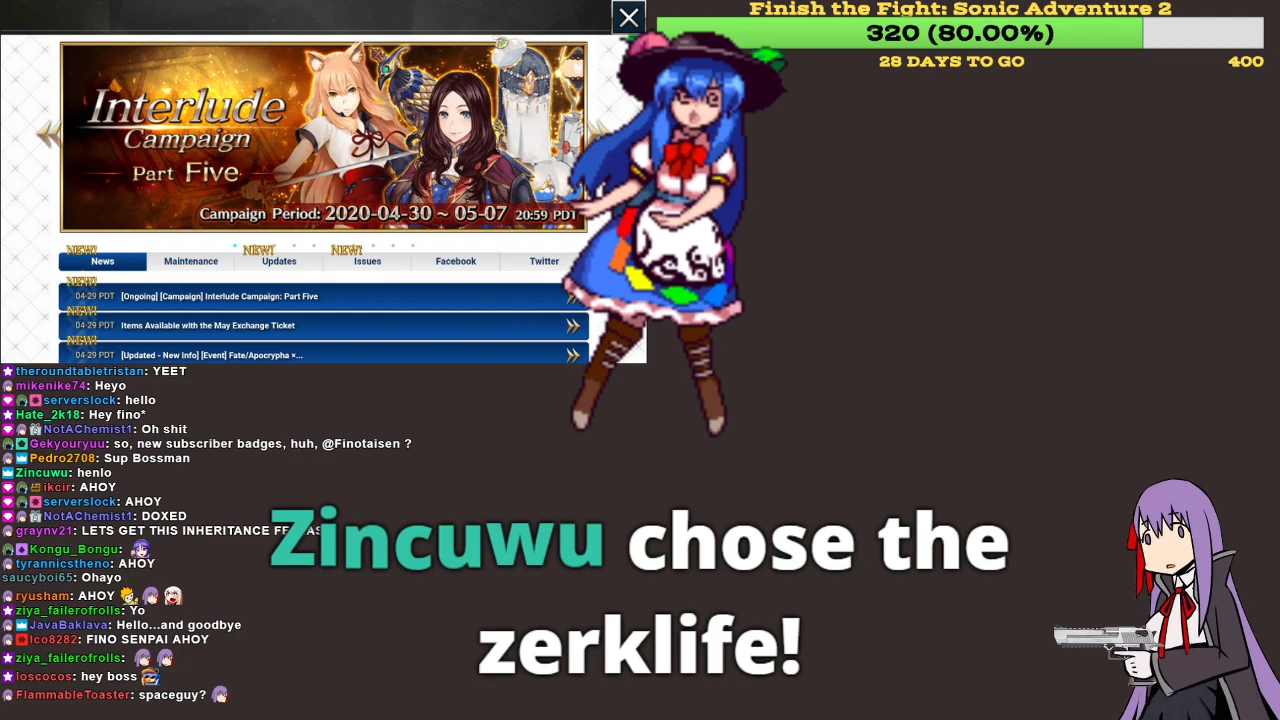 Finish the Fight: Sonic Adventure 2
320 (80.00%)
28 DAYS TO GO
400
Interlude
Campaign
Part Five
Campaign Period: 2020-04-30 ~ 05-07 20:59 PDT
NEW!
NEW!
NEW!
News
Maintenance
Updates
Issues
Facebook
Twitter
NEW!
04-29 PDT [Ongoing] [Campaign] Interlude Campaign: Part Five
NEW!
04-29 PDT Items Available with the May Exchange Ticket
NEW!
04-29 PDT [Updated - New Info] [Event] Fate/Apocrypha ×...
theroundtabletristan: YEET
mikenike74: Heyo
serverslock: hello
Hate_2k18: Hey fino*
NotAChemist1: Oh shit
Gekyouryuu: so, new subscriber badges, huh, @Finotaisen ?
Pedro2708: Sup Bossman
Zincuwu: henlo
ikcir: AHOY
serverslock: AHOY
NotAChemist1: DOXED
graynv21: LETS GET THIS INHERITANCE
Kongu_Bongu:
tyrannicstheno: AHOY
saucyboi65: Ohayo
ryusham: AHOY
ziya_failerofrolls: Yo
JavaBaklava: Hello...and goodbye
Ico8282: FINO SENPAI AHOY
ziya_failerofrolls:
loscocos: hey boss
FlammableToaster: spaceguy?
Zincuwu chose the
zerklife!